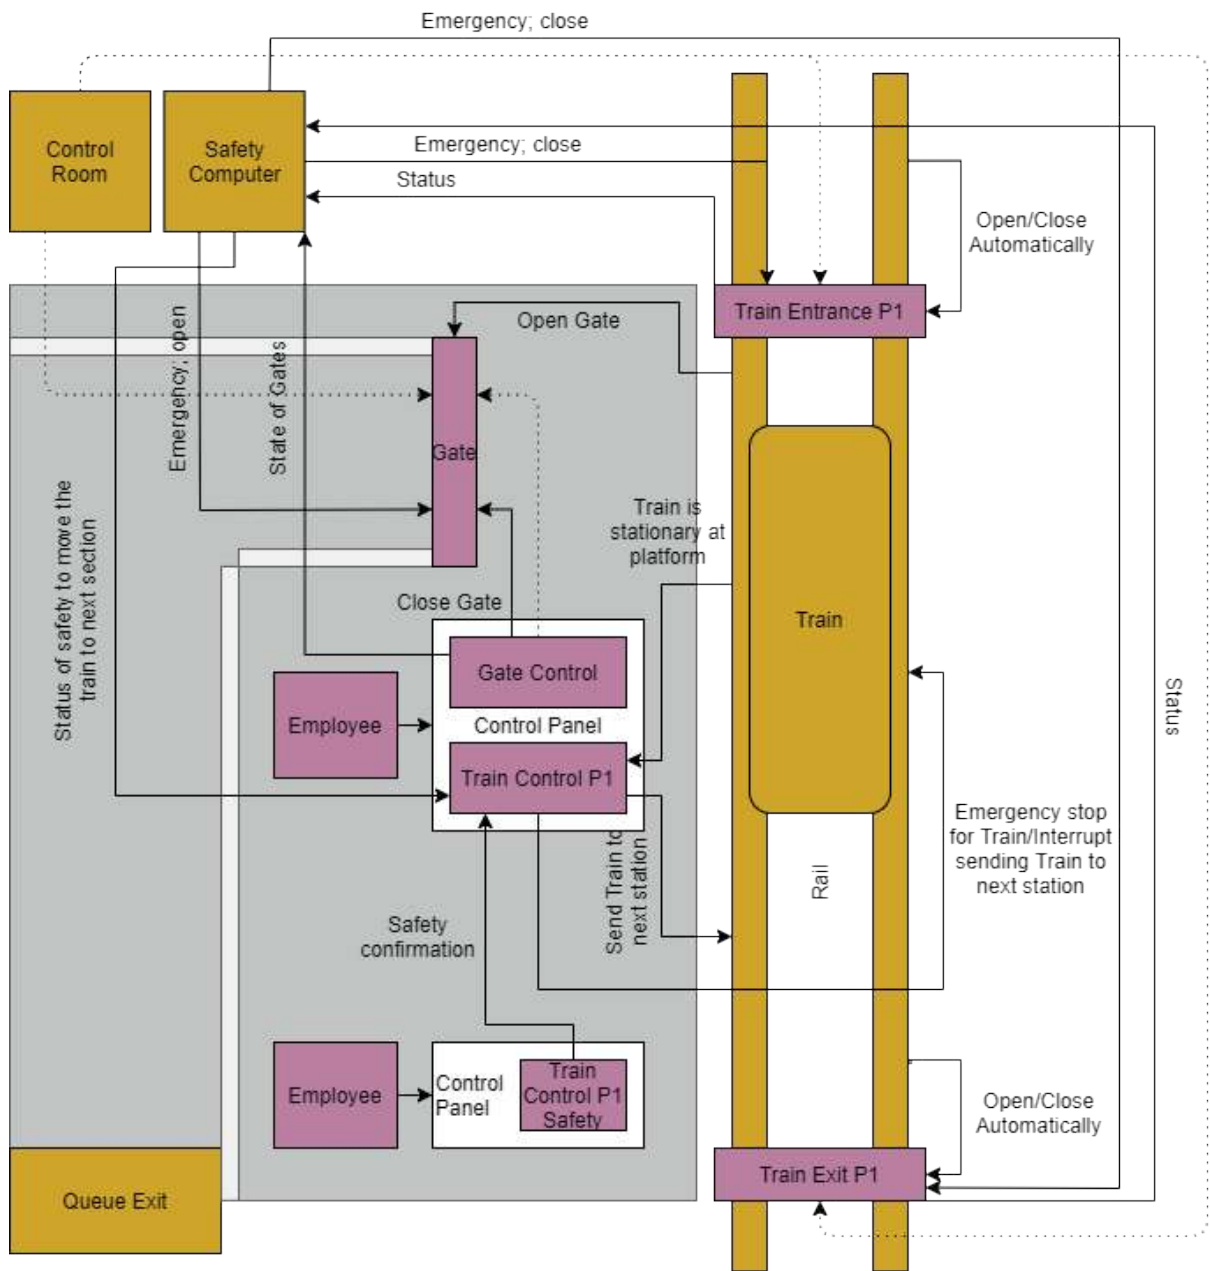 Emergency; close
Control
Room
Safety
Computer
Emergency; close
Status
Open/Close
Automatically
Train Entrance P1
Open Gate
Emergency; open
State of Gates
Gate
Status of safety to move the
train to next section
Train is
stationary at
platform
Close Gate
Train
Gate Control
Employee
Control Panel
Train Control P1
Status
Send Train to
next station
Rail
Emergency stop
for Train/Interrupt
sending Train to
next station
Safety
confirmation
Employee
Control
Panel
Train
Control P1
Safety
Open/Close
Automatically
Train Exit P1
Queue Exit